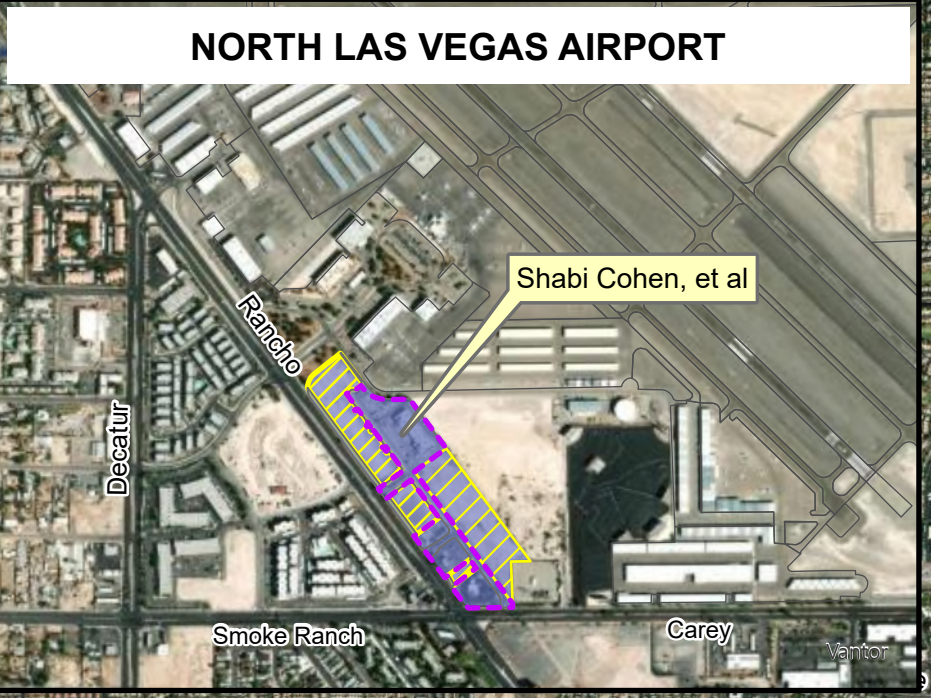 NORTH LAS VEGAS AIRPORT
Shabi Cohen, et al
Rancho
Decatur
Smoke Ranch
Carey
Vantor